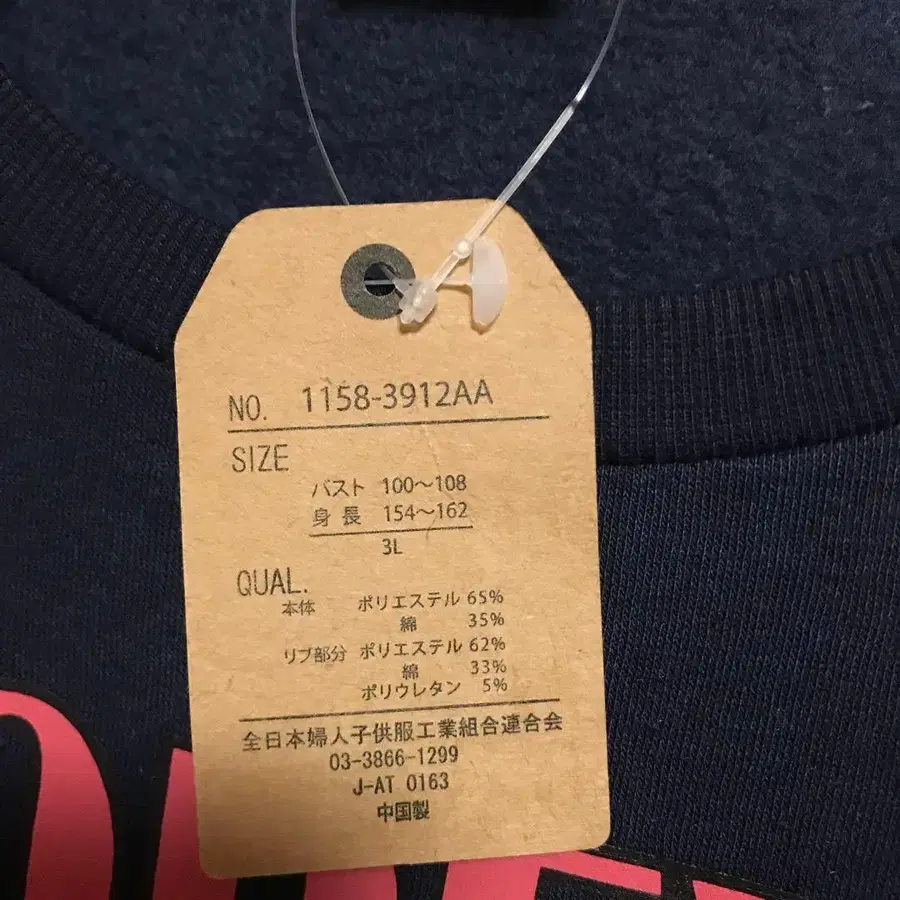 NO. 1158-3912AA
SIZE
バスト 100～108
身長 154～162
3L
QUAL.
本体 ポリエステル 65%
綿 35%
リブ部分 ポリエステル 62%
綿 33%
ポリウレタン 5%
全日本婦人子供服工業組合連合会
03-3866-1299
J-AT 0163
中国製